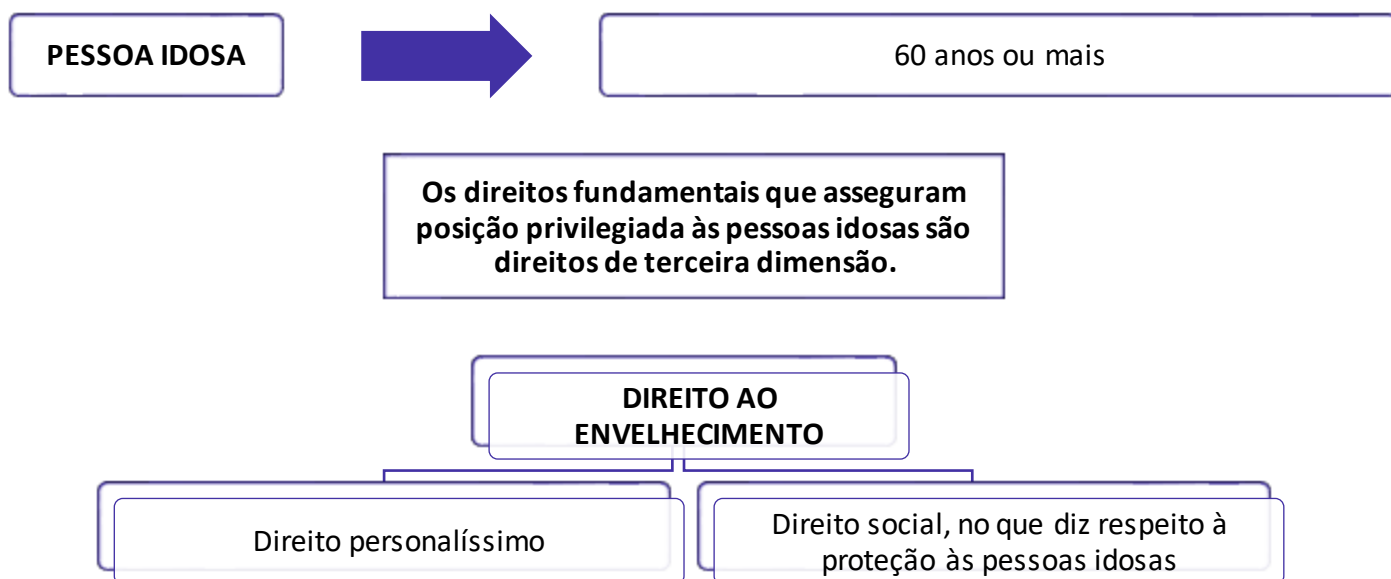 PESSOA IDOSA
60 anos ou mais
Os direitos fundamentais que asseguram
posição privilegiada às pessoas idosas são
direitos de terceira dimensão.
DIREITO AO
ENVELHECIMENTO
Direito personalíssimo
Direito social, no que diz respeito à
proteção às pessoas idosas